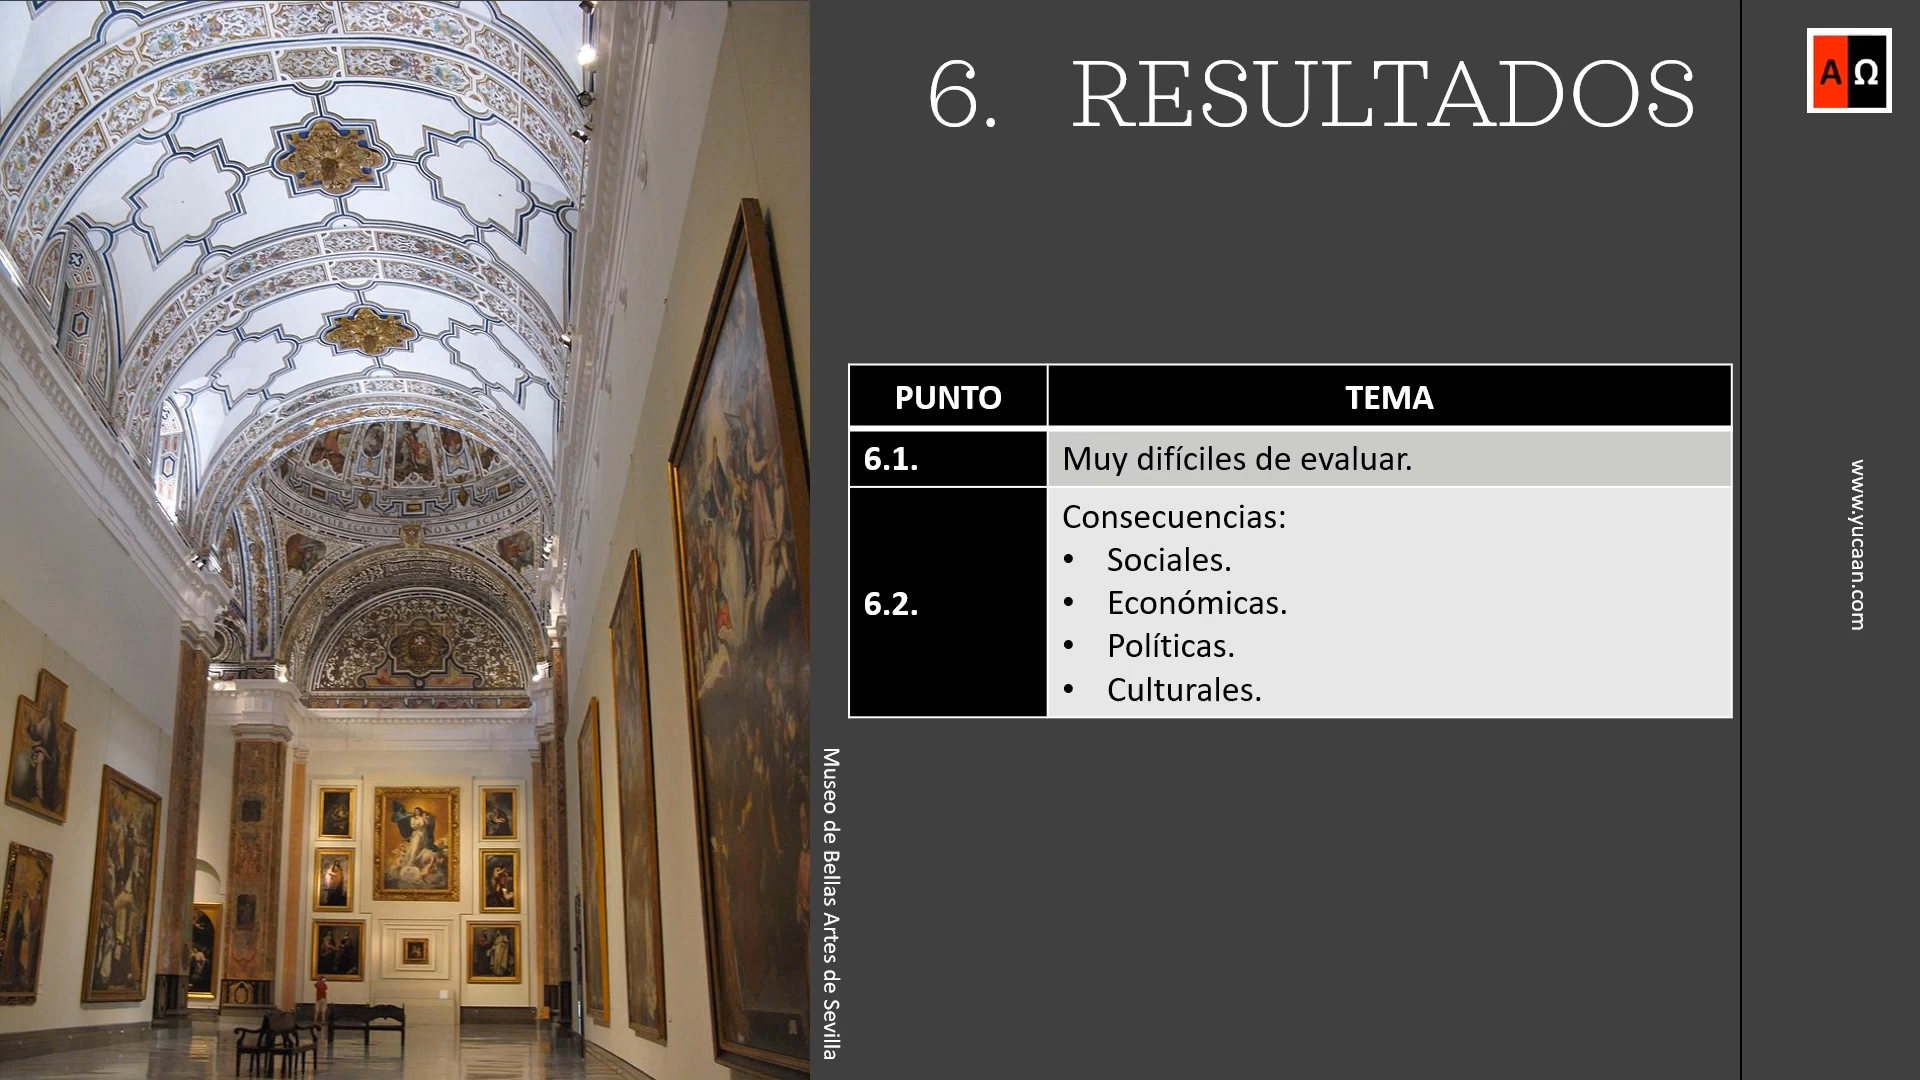 6. RESULTADOS
A Ω
PUNTO TEMA
6.1. Muy difíciles de evaluar.
6.2. Consecuencias:
• Sociales.
• Económicas.
• Políticas.
• Culturales.
Museo de Bellas Artes de Sevilla
www.yucaan.com